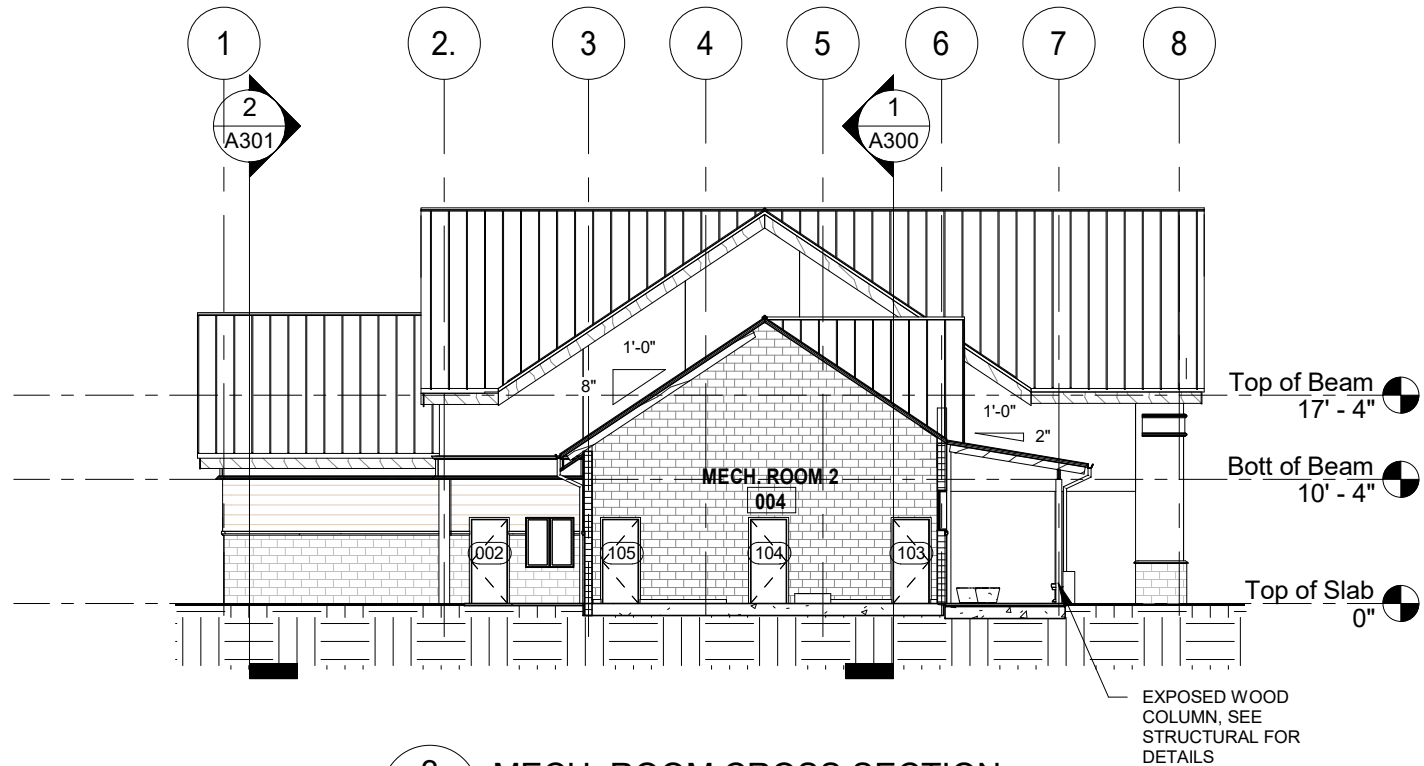 1
2.
3
4
5
6
7
8
2
A301
1
A300
1'-0"
8"
1'-0"
2"
Top of Beam
17' - 4"
Bott of Beam
10' - 4"
MECH. ROOM 2
004
002
105
104
103
Top of Slab
0"
EXPOSED WOOD
COLUMN, SEE
STRUCTURAL FOR
DETAILS
MECH. ROOM CROSS SECTION